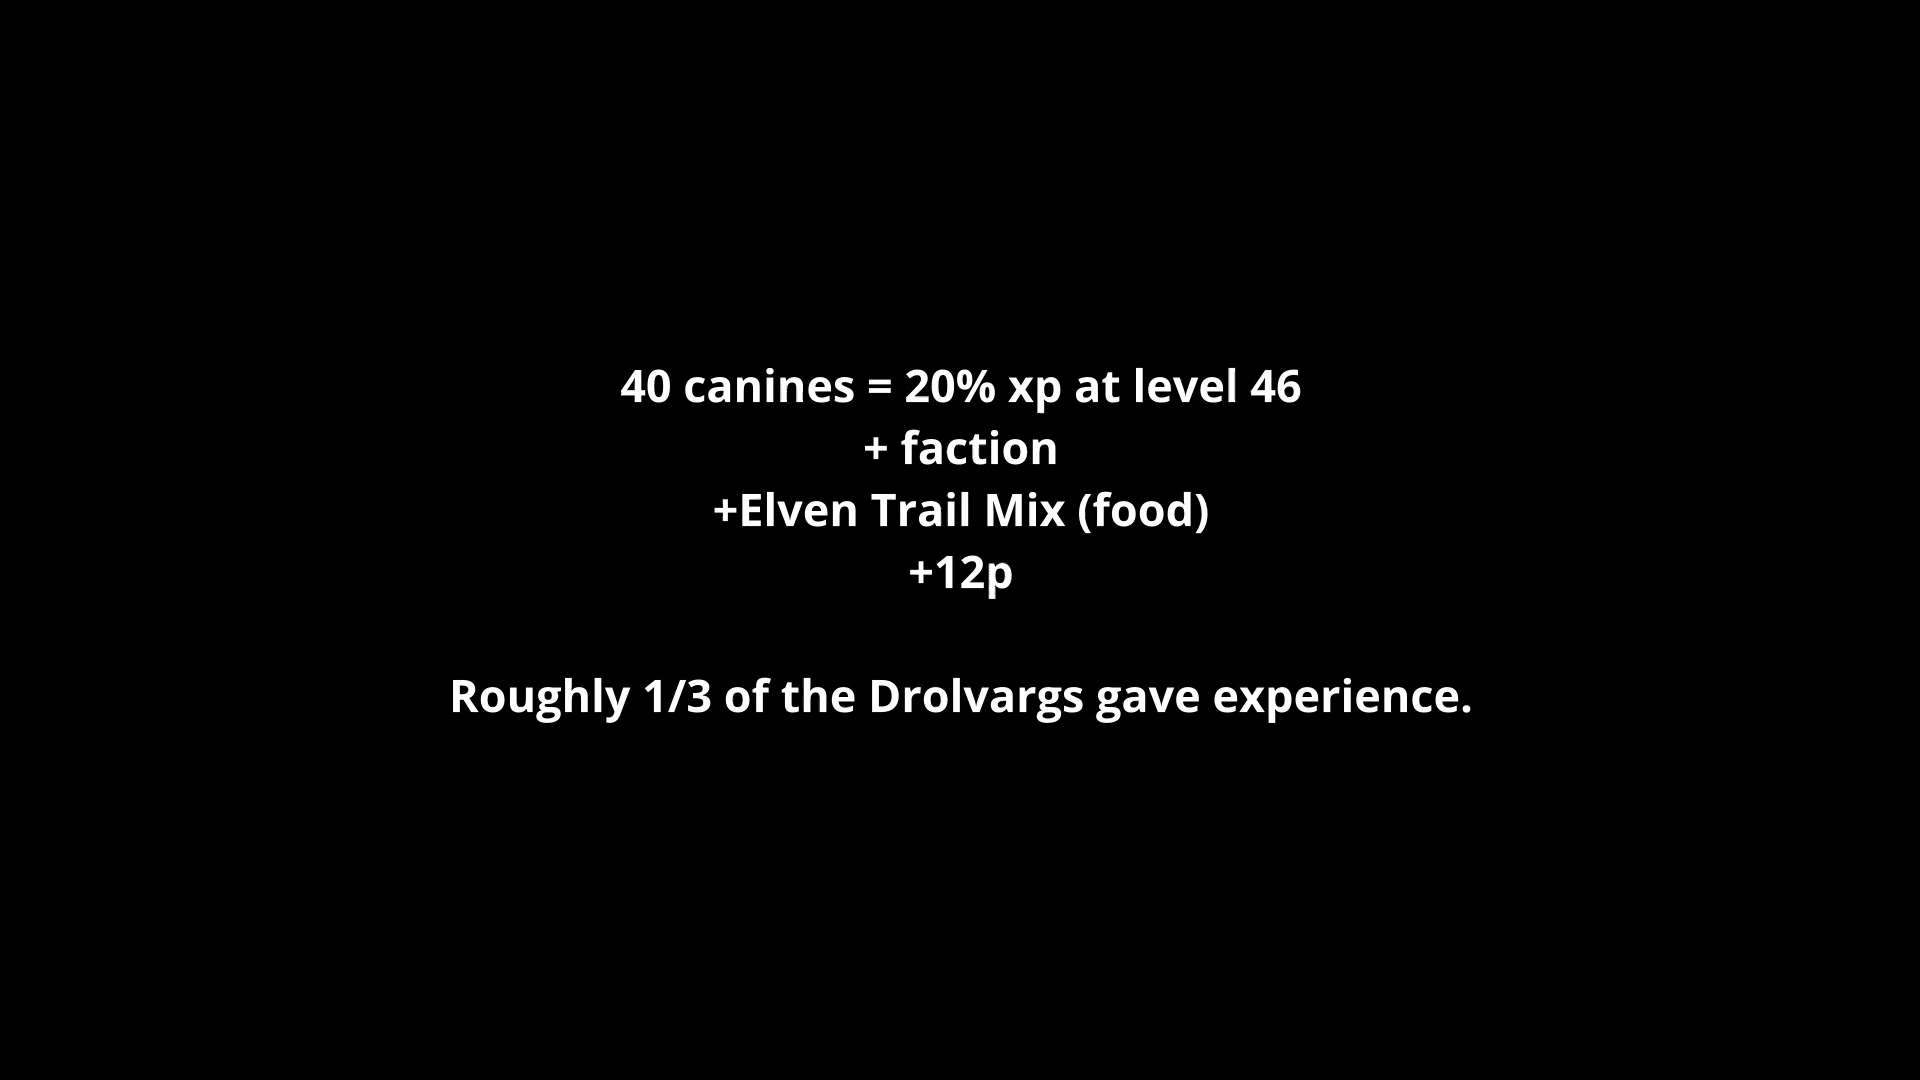 40 canines = 20% xp at level 46
+ faction
+Elven Trail Mix (food)
+12p
Roughly 1/3 of the Drolvargs gave experience.